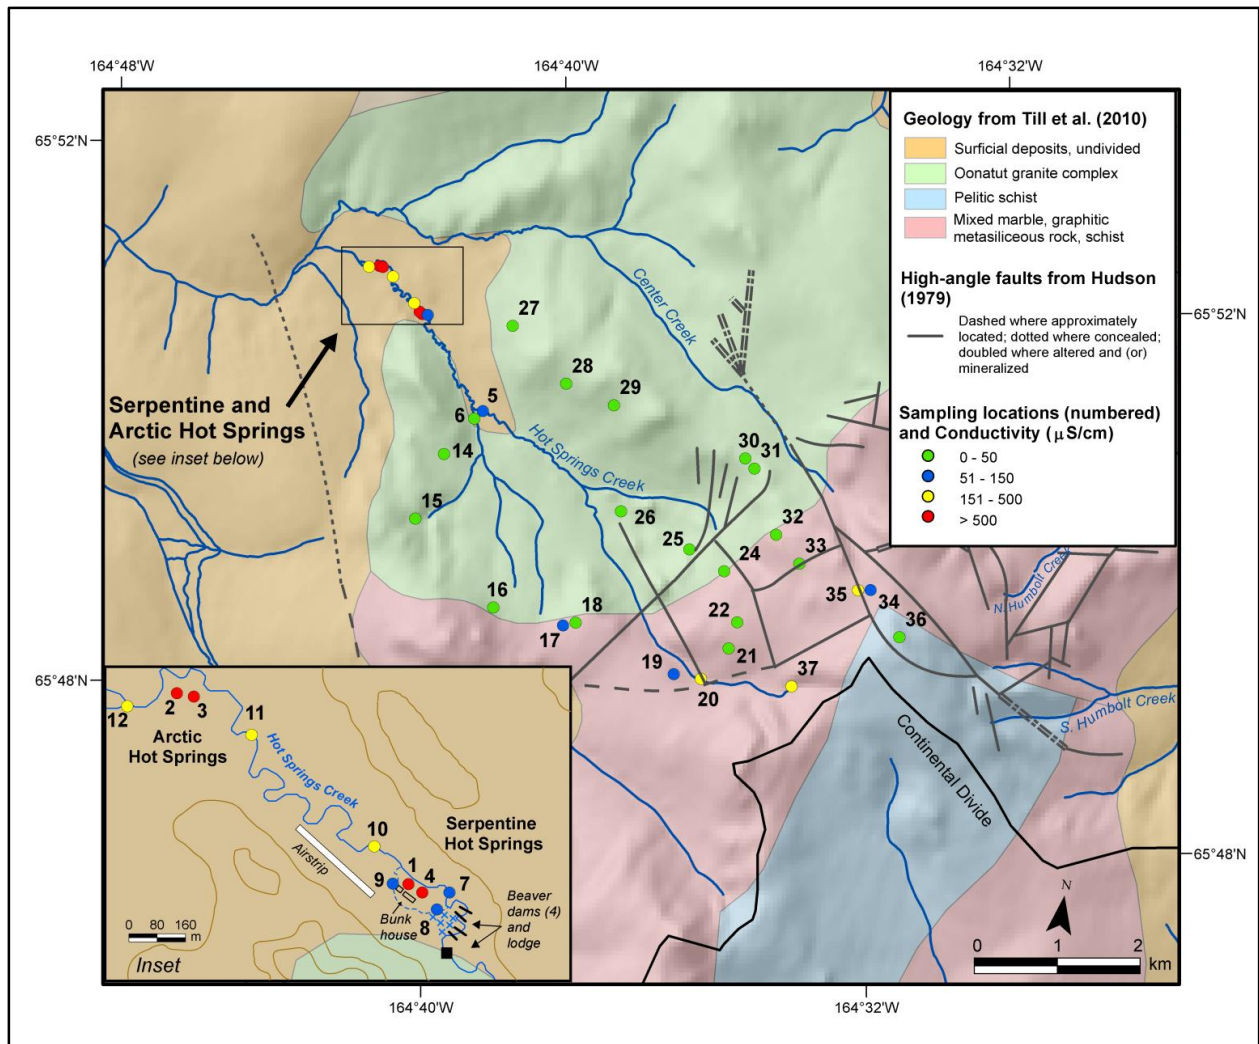 164°48'W
164°40'W
164°32'W
65°52'N
65°52'N
65°48'N
65°48'N
164°40'W
164°32'W
Geology from Till et al. (2010)
Surficial deposits, undivided
Oonatut granite complex
Pelitic schist
Mixed marble, graphitic
metasiliceous rock, schist
High-angle faults from Hudson
(1979)
Dashed where approximately
located; dotted where concealed;
doubled where altered and (or)
mineralized
Sampling locations (numbered)
and Conductivity (µS/cm)
0 - 50
51 - 150
151 - 500
> 500
Center Creek
27
28
29
Serpentine and
Arctic Hot Springs
(see inset below)
5
6
Hot Springs Creek
14
30
31
15
26
25
32
24
33
16
18
17
22
35
34
36
N. Humbolt Creek
21
19
20
37
S. Humbolt Creek
Continental Divide
N
0 1 2
km
2
3
12
11
Arctic
Hot Springs
Hot Springs Creek
10
Serpentine
Hot Springs
Airstrip
1
4
9
7
8
Bunk
house
Beaver
dams (4)
and
lodge
0 80 160
m
Inset